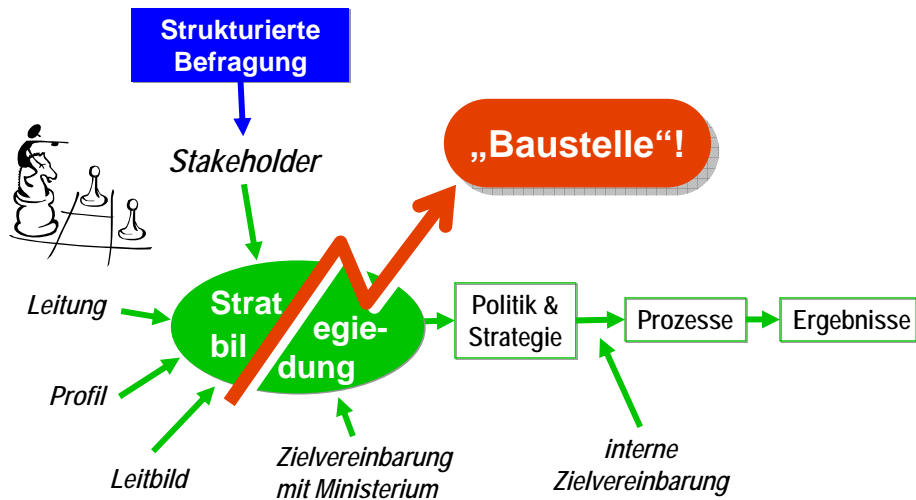 Strukturierte
Befragung
„Baustelle“!
Stakeholder
Leitung
Strat
egie-
bil
dung
Politik &
Strategie
Prozesse
Ergebnisse
Profil
Leitbild
Zielvereinbarung
mit Ministerium
interne
Zielvereinbarung